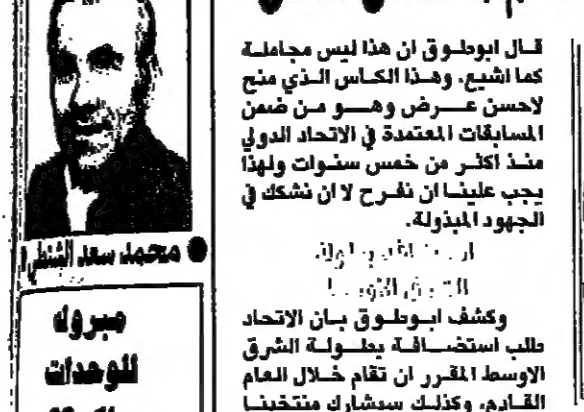 قال ابوطوق ان هذا ليس مجاملة
كما اشيع، وهذا الكاس الذي منح
لاحسن عرض وهو من ضمن
المسابقات المعتمدة في الاتحاد الدولي
منذ اكثر من خمس سنوات ولهذا
يجب علينا ان نفرح لا ان نشكك في
الجهود المبذولة.
وكشف ابوطوق بان الاتحاد
طلب استضافة بطولة الشرق
الاوسط المقرر ان تقام خلال العام
القادم، وكذلك سيشارك منتخبنا
● محمد سعد الشنطي
مبروك
للوحدات